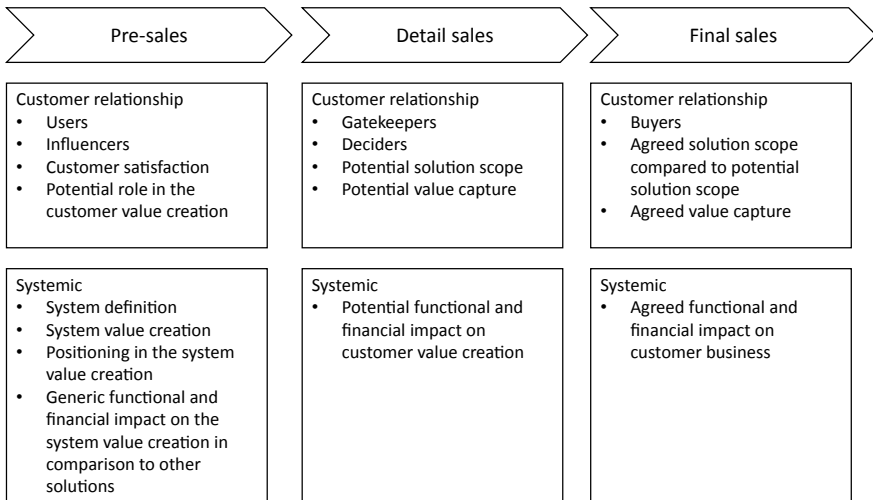 Pre-sales
Detail sales
Final sales
Customer relationship
• Users
• Influencers
• Customer satisfaction
• Potential role in the
customer value creation
Customer relationship
• Gatekeepers
• Deciders
• Potential solution scope
• Potential value capture
Customer relationship
• Buyers
• Agreed solution scope
compared to potential
solution scope
• Agreed value capture
Systemic
• System definition
• System value creation
• Positioning in the system
value creation
• Generic functional and
financial impact on the
system value creation in
comparison to other
solutions
Systemic
• Potential functional and
financial impact on
customer value creation
Systemic
• Agreed functional and
financial impact on
customer business